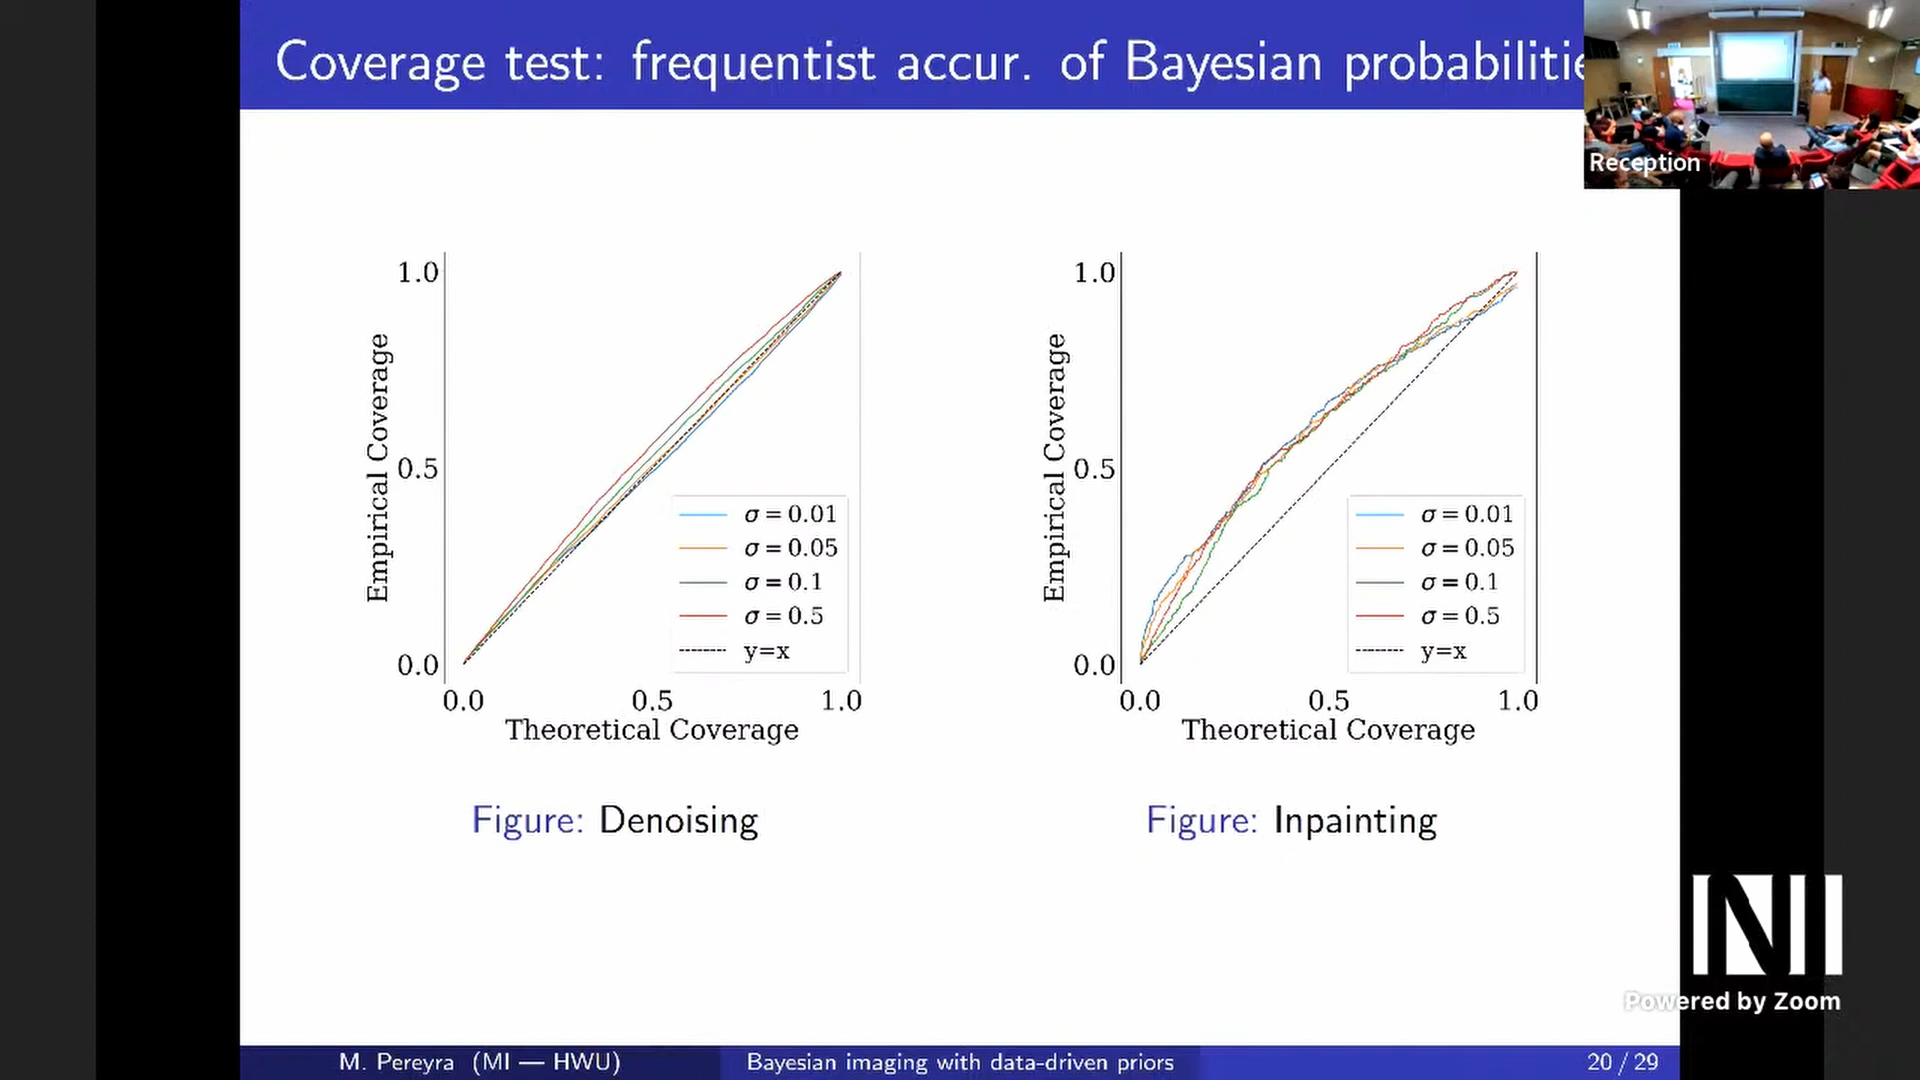 Coverage test: frequentist accur. of Bayesian probabilitie
Reception
1.0
0.5
0.0
Empirical Coverage
σ = 0.01
σ = 0.05
σ = 0.1
σ = 0.5
y=x
0.0 0.5 1.0
Theoretical Coverage
Figure: Denoising
1.0
0.5
0.0
Empirical Coverage
σ = 0.01
σ = 0.05
σ = 0.1
σ = 0.5
y=x
0.0 0.5 1.0
Theoretical Coverage
Figure: Inpainting
NI
Powered by Zoom
M. Pereyra (MI — HWU) Bayesian imaging with data-driven priors 20 / 29